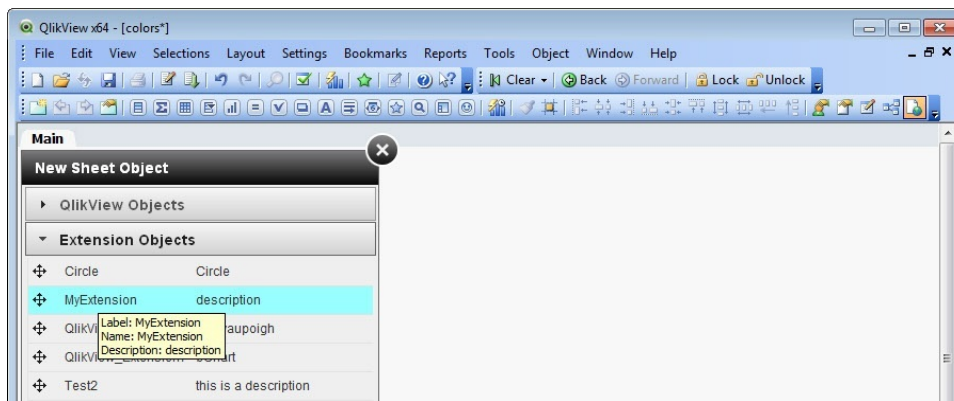 QlikView x64 - [colors*]
File Edit View Selections Layout Settings Bookmarks Reports Tools Object Window Help
Clear Back Forward Lock Unlock
Main
New Sheet Object
QlikView Objects
Extension Objects
Circle Circle
MyExtension description
Label: MyExtension
Name: MyExtension
Description: description
Test2 this is a description